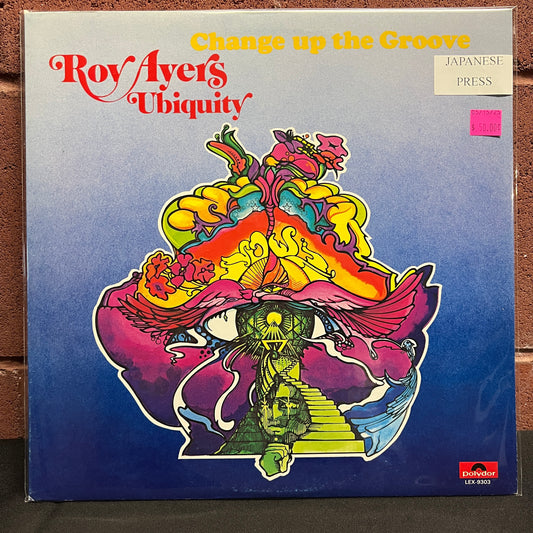 Change up the Groove
Roy Ayers
Ubiquity
JAPANESE
PRESS
polydor
LEX-9303